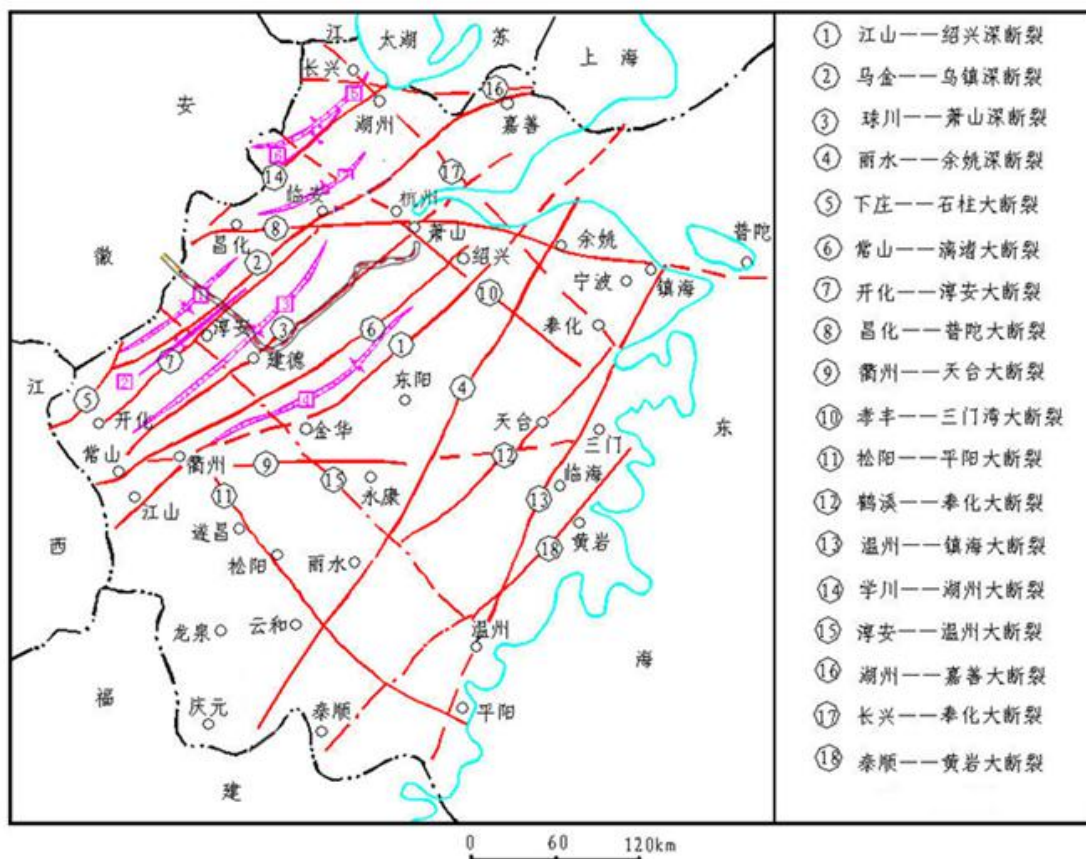 江 太湖 苏
上海
长兴
安
湖州
嘉善
临安 杭州
昌化
萧山
余姚
普陀
徽
绍兴
宁波
镇海
淳安
奉化
建德
江
东阳
开化
天台
东
金华
三门
常山
衢州
临海
永康
江山
遂昌
黄岩
西
松阳
丽水
龙泉
云和
温州
海
福
庆元
泰顺
平阳
建
① 江山——绍兴深断裂
② 马金——乌镇深断裂
③ 球川——萧山深断裂
④ 丽水——余姚深断裂
⑤ 下庄——石柱大断裂
⑥ 常山——漓诸大断裂
⑦ 开化——淳安大断裂
⑧ 昌化——普陀大断裂
⑨ 衢州——天台大断裂
⑩ 孝丰——三门湾大断裂
⑪ 松阳——平阳大断裂
⑫ 鹤溪——奉化大断裂
⑬ 温州——镇海大断裂
⑭ 学川——湖州大断裂
⑮ 淳安——温州大断裂
⑯ 湖州——嘉善大断裂
⑰ 长兴——奉化大断裂
⑱ 泰顺——黄岩大断裂
0 60 120km